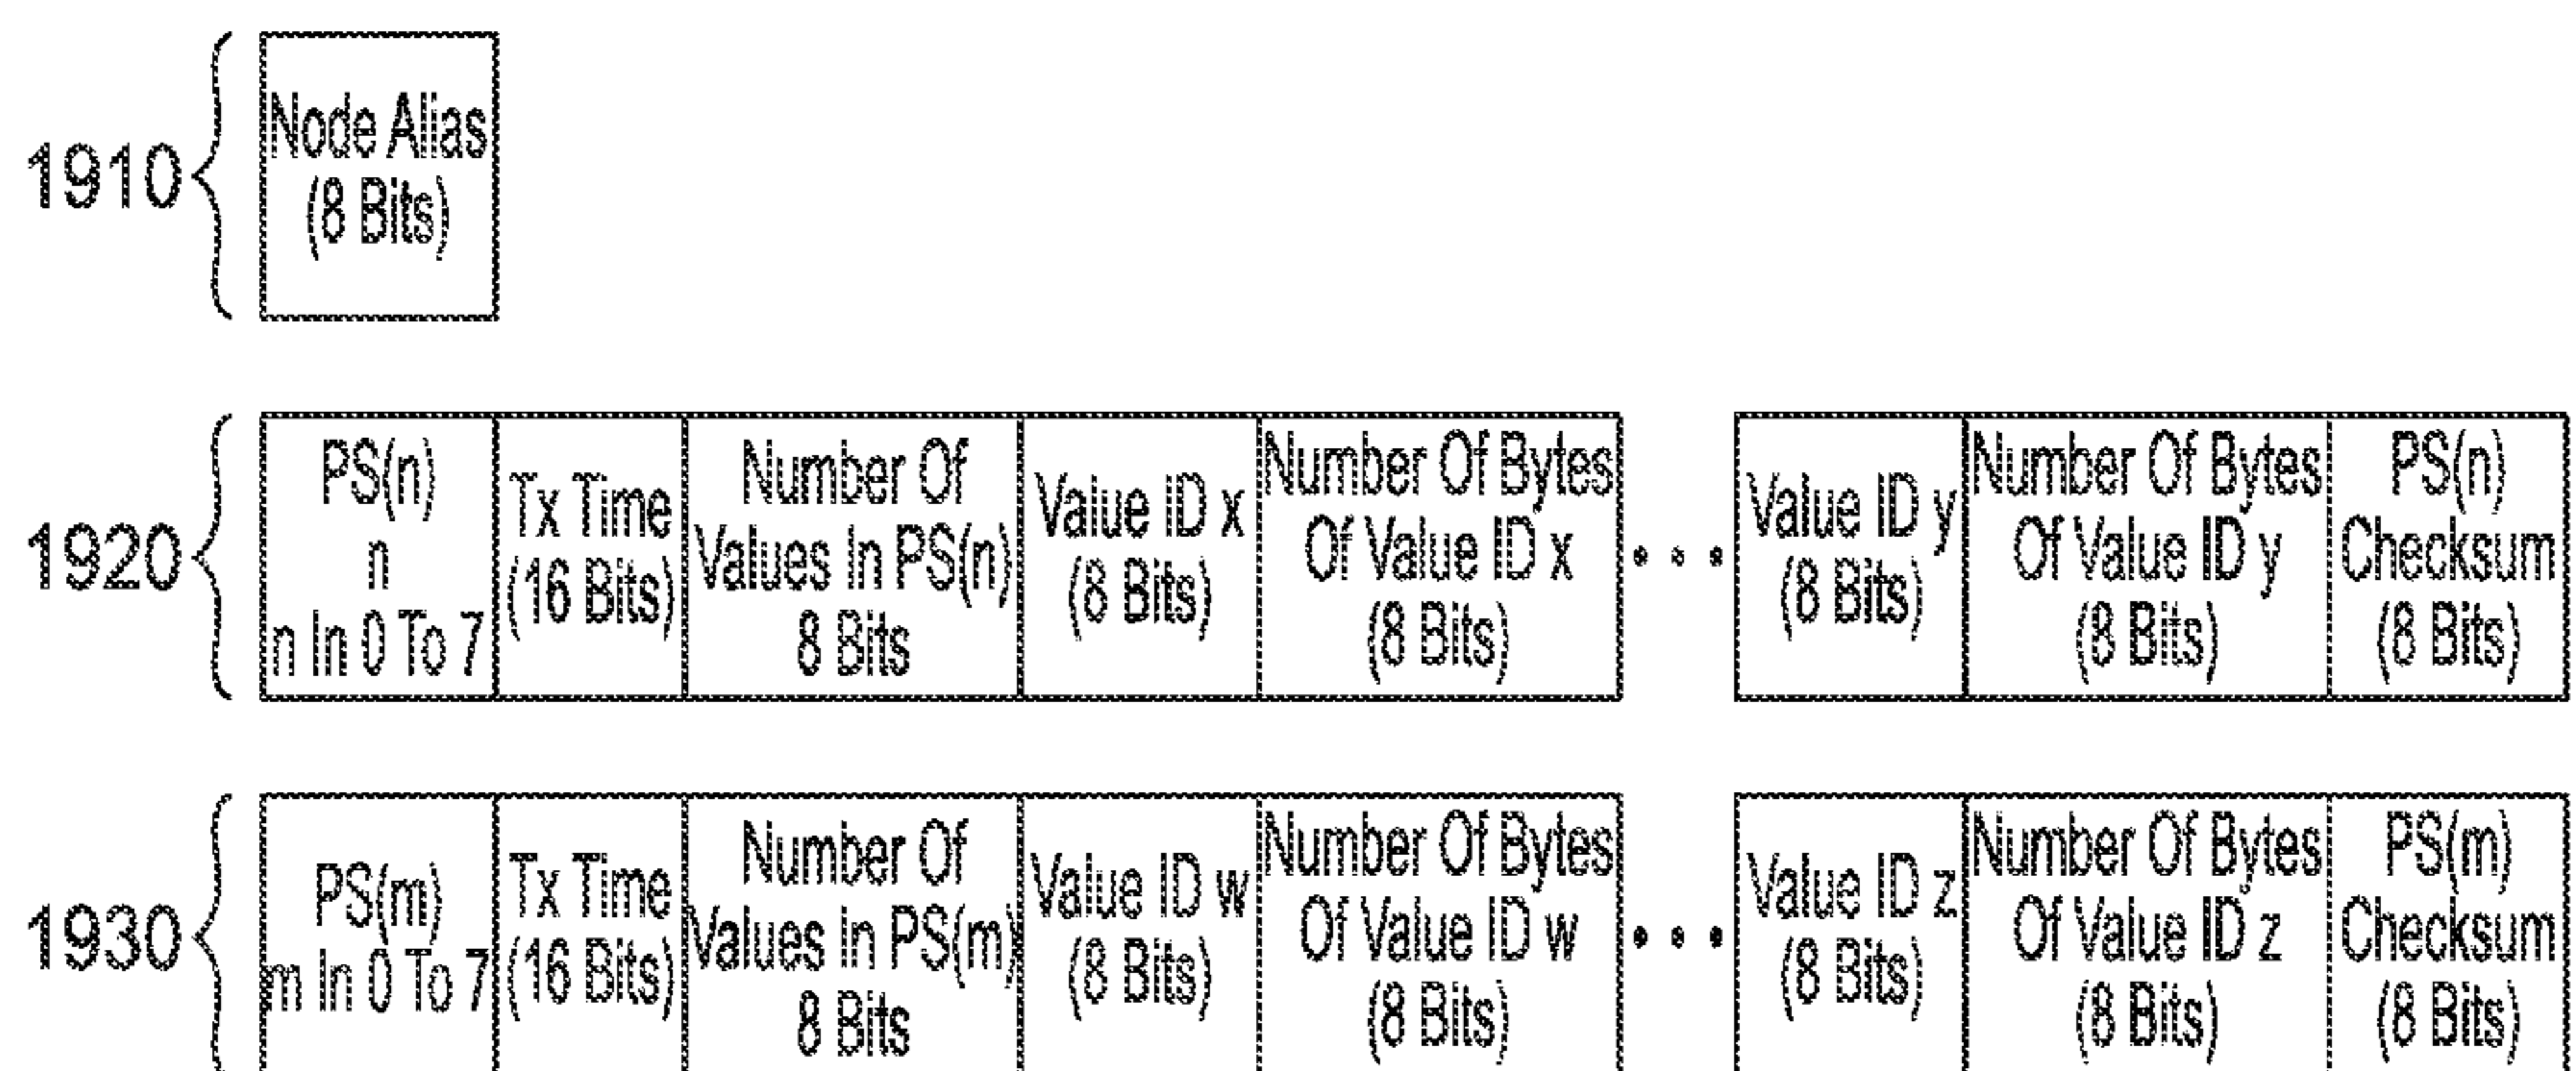 1910
Node Alias
(8 Bits)
1920
PS(n)
n
n In 0 To 7
Tx Time
(16 Bits)
Number Of
Values In PS(n)
8 Bits
Value ID x
(8 Bits)
Number Of Bytes
Of Value ID x
(8 Bits)
• • •
Value ID y
(8 Bits)
Number Of Bytes
Of Value ID y
(8 Bits)
PS(n)
Checksum
(8 Bits)
1930
PS(m)
m In 0 To 7
Tx Time
(16 Bits)
Number Of
Values In PS(m)
8 Bits
Value ID w
(8 Bits)
Number Of Bytes
Of Value ID w
(8 Bits)
• • •
Value ID z
(8 Bits)
Number Of Bytes
Of Value ID z
(8 Bits)
PS(m)
Checksum
(8 Bits)